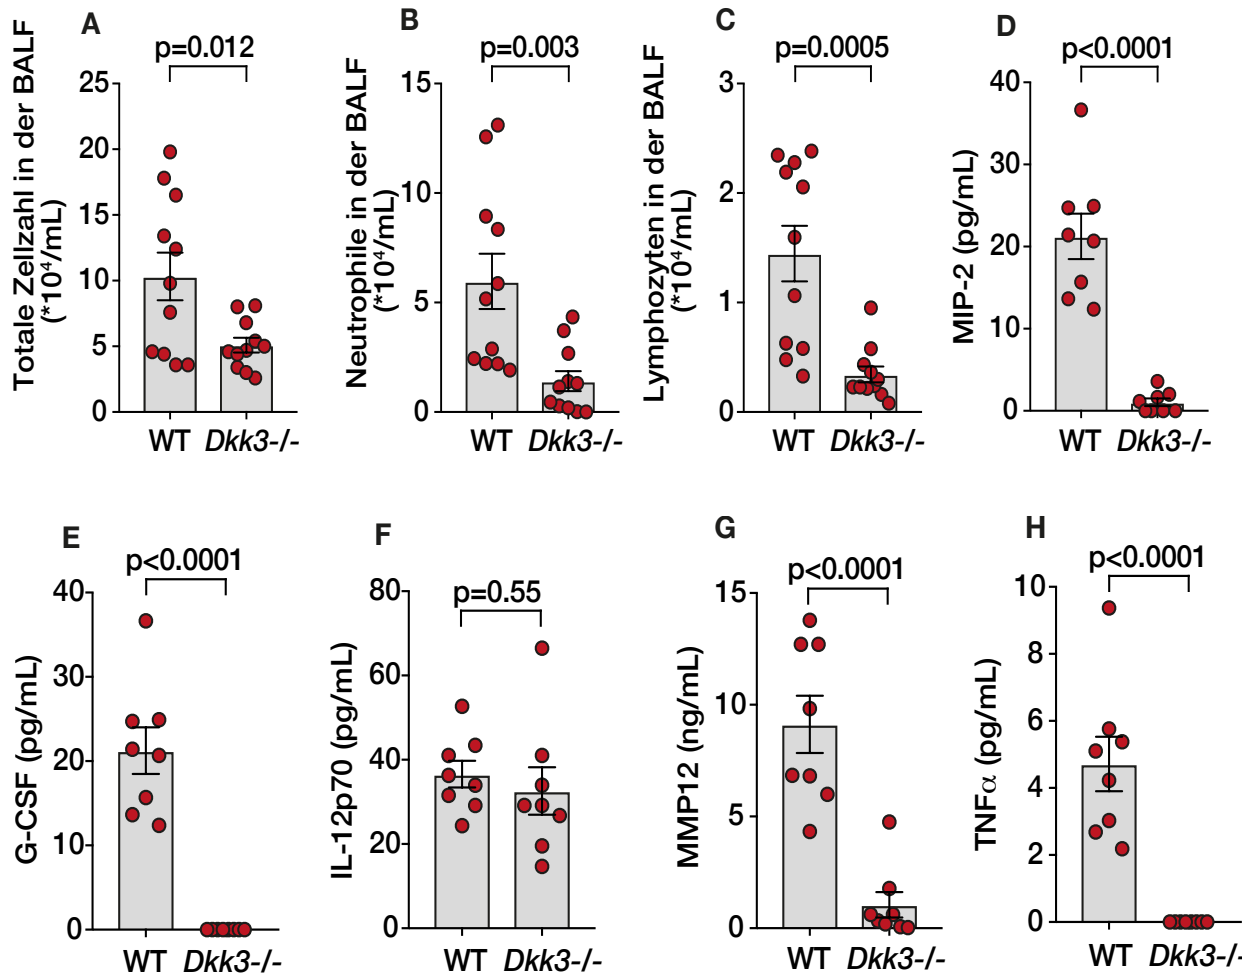 A
p=0.012
Totale Zellzahl in der BALF
(*10⁴/mL)
25
20
15
10
5
0
WT Dkk3-/-
B
p=0.003
Neutrophile in der BALF
(*10⁴/mL)
15
10
5
0
WT Dkk3-/-
C
p=0.0005
Lymphozyten in der BALF
(*10⁴/mL)
3
2
1
0
WT Dkk3-/-
D
p<0.0001
MIP-2 (pg/mL)
40
30
20
10
0
WT Dkk3-/-
E
p<0.0001
G-CSF (pg/mL)
40
30
20
10
0
WT Dkk3-/-
F
p=0.55
IL-12p70 (pg/mL)
80
60
40
20
0
WT Dkk3-/-
G
p<0.0001
MMP12 (ng/mL)
15
10
5
0
WT Dkk3-/-
H
p<0.0001
TNFα (pg/mL)
10
8
6
4
2
0
WT Dkk3-/-